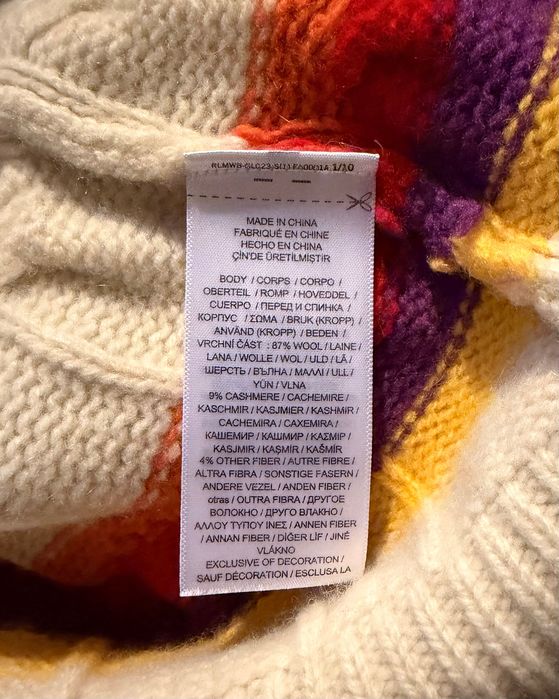 1/10
MADE IN CHINA
FABRIQUÉ EN CHINE
HECHO EN CHINA
ÇİN'DE ÜRETİLMİŞTİR
BODY / CORPS / CORPO /
OBERTEIL / ROMP / HOVEDDEL /
CUERPO / ПЕРЕД И СПИНКА /
КОРПУС / ΣΩΜΑ / BRUK (KROPP) /
ANVÄND (KROPP) / BEDEN /
VRCHNÍ ČÁST : 87% WOOL / LAINE /
LANA / WOLLE / WOL / ULD / LÃ /
ШЕРСТЬ / ВЪЛНА / ΜΑΛΛΙ / ULL /
YÜN / VLNA
9% CASHMERE / CACHEMIRE /
KASCHMIR / KASJMIER / KASHMIR /
CACHEMIRA / CAXEMIRA /
КАШЕМИР / КАШМИР / ΚΑΣΜΙΡ /
KASJMIR / KAŞMİR / KAŠMÍR
4% OTHER FIBER / AUTRE FIBRE /
ALTRA FIBRA / SONSTIGE FASERN /
ANDERE VEZEL / ANDEN FIBER /
otras / OUTRA FIBRA / ДРУГОЕ
ВОЛОКНО / ДРУГО ВЛАКНО /
ΑΛΛΟΥ ΤΥΠΟΥ ΙΝΕΣ / ANNEN FIBER
/ ANNAN FIBER / DİĞER LİF / JINÉ
VLÁKNO
EXCLUSIVE OF DECORATION /
SAUF DÉCORATION / ESCLUSA LA